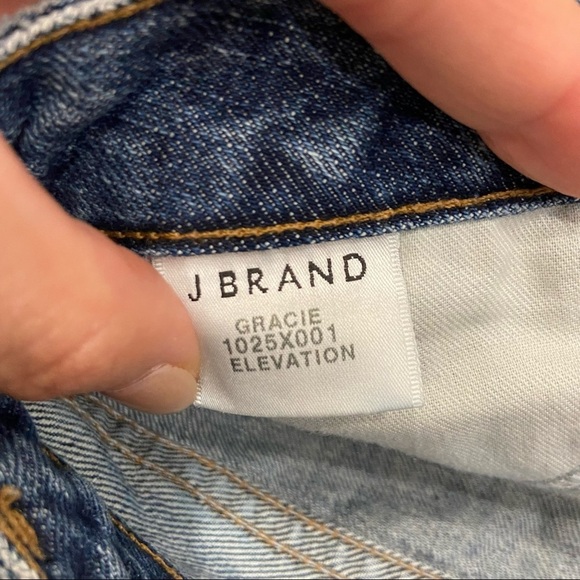 J BRAND
GRACIE
1025X001
ELEVATION